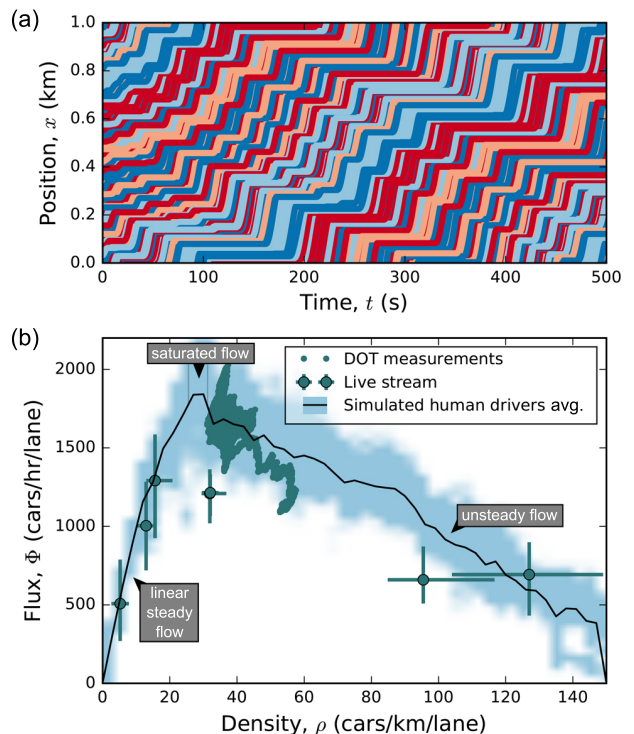 (a)
1.0
0.8
0.6
0.4
0.2
0.0
Position, x (km)
0 100 200 300 400 500
Time, t (s)
(b)
saturated flow
DOT measurements
Live stream
Simulated human drivers avg.
unsteady flow
linear
steady
flow
2000
1500
1000
500
0
Flux, Φ (cars/hr/lane)
0 20 40 60 80 100 120 140
Density, ρ (cars/km/lane)